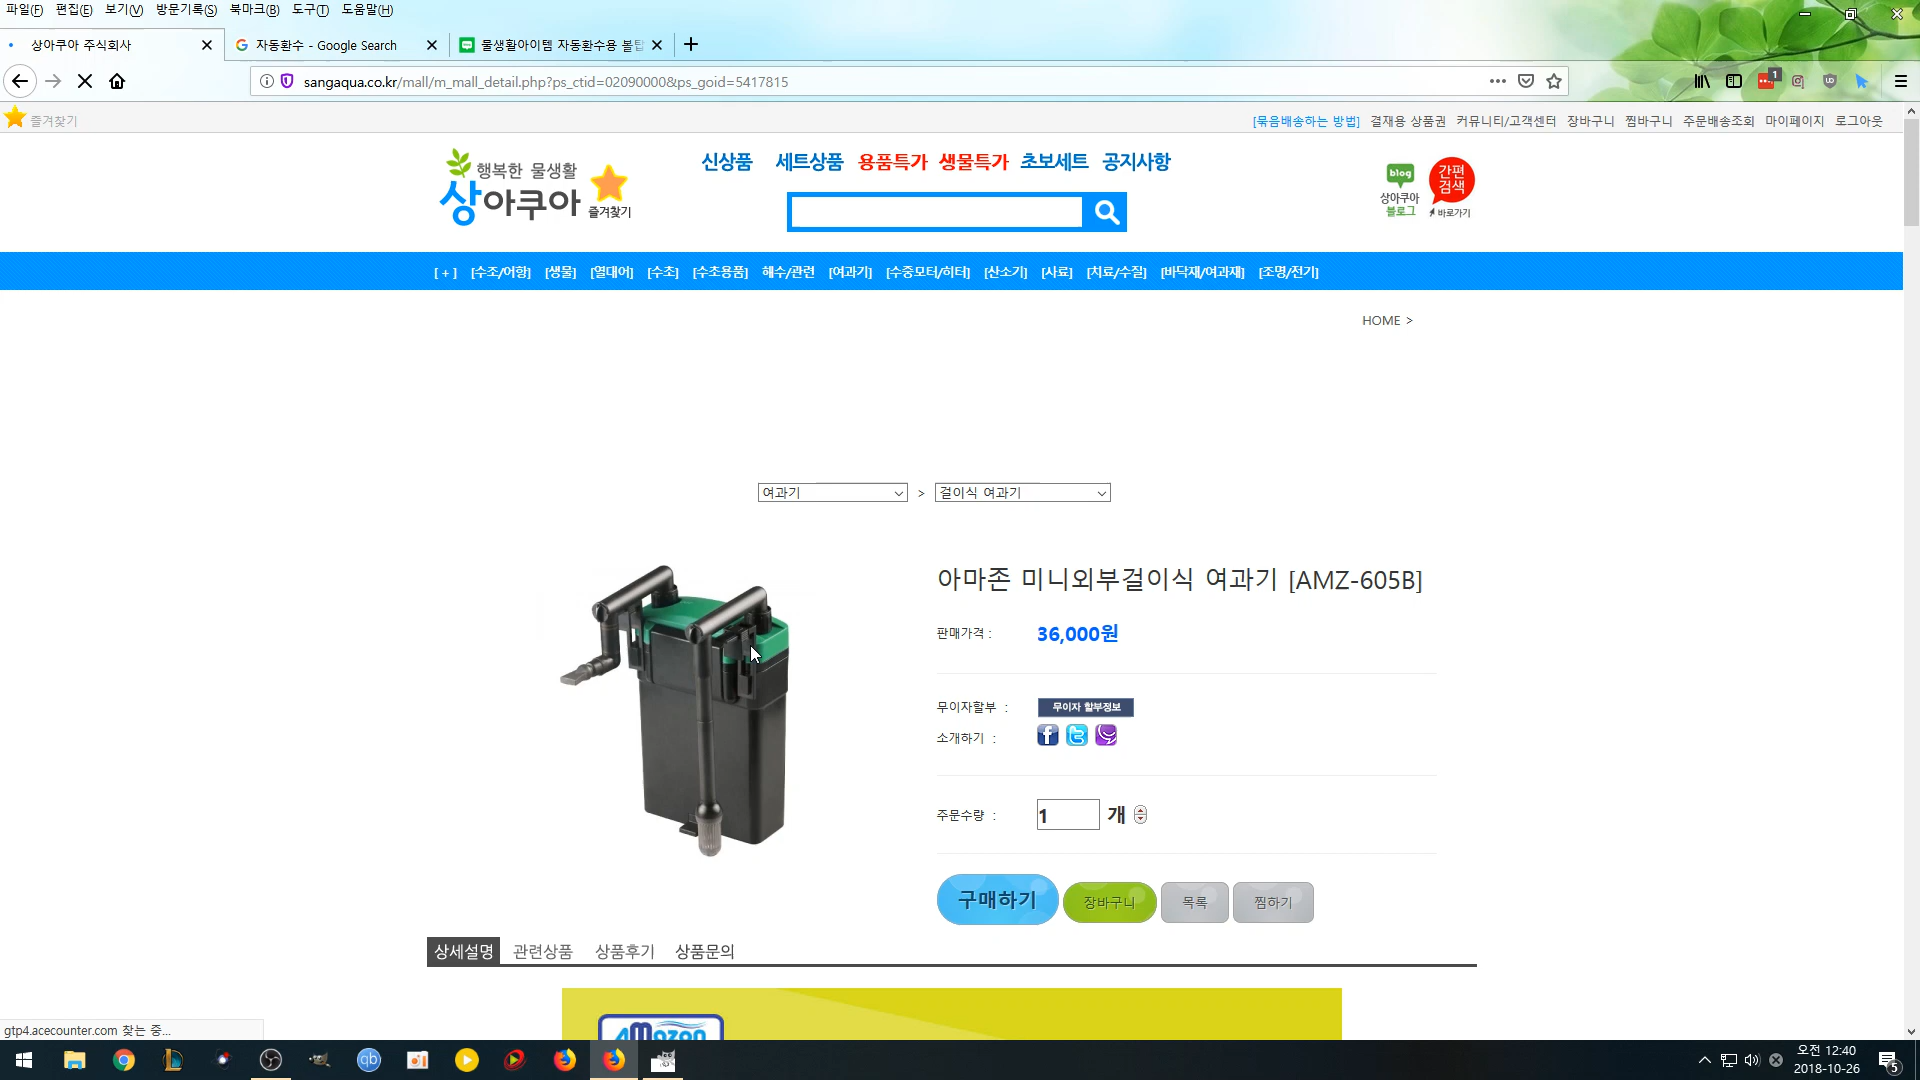 파일(F) 편집(E) 보기(V) 방문기록(S) 북마크(B) 도구(T) 도움말(H)
상아쿠아 주식회사
자동환수 - Google Search
물생활아이템 자동환수용 볼탑
sangaqua.co.kr/mall/m_mall_detail.php?ps_ctid=02090000&ps_goid=5417815
1
즐겨찾기
[묶음배송하는 방법] 결재용 상품권 커뮤니티/고객센터 장바구니 찜바구니 주문배송조회 마이페이지 로그아웃
행복한 물생활
상아쿠아
즐겨찾기
신상품 세트상품 용품특가 생물특가 초보세트 공지사항
blog
상아쿠아
블로그
간편
검색
바로가기
[ + ] [수조/어항] [생물] [열대어] [수초] [수초용품] 해수/관련 [여과기] [수중모터/히터] [산소기] [사료] [치료/수질] [바닥재/여과재] [조명/전기]
HOME >
여과기 > 걸이식 여과기
아마존 미니외부걸이식 여과기 [AMZ-605B]
판매가격 : 36,000원
무이자할부 : 무이자 할부정보
소개하기 :
주문수량 : 1 개
구매하기 장바구니 목록 찜하기
상세설명 관련상품 상품후기 상품문의
AMazon
gtp4.acecounter.com 찾는 중...
오전 12:40
2018-10-26
5